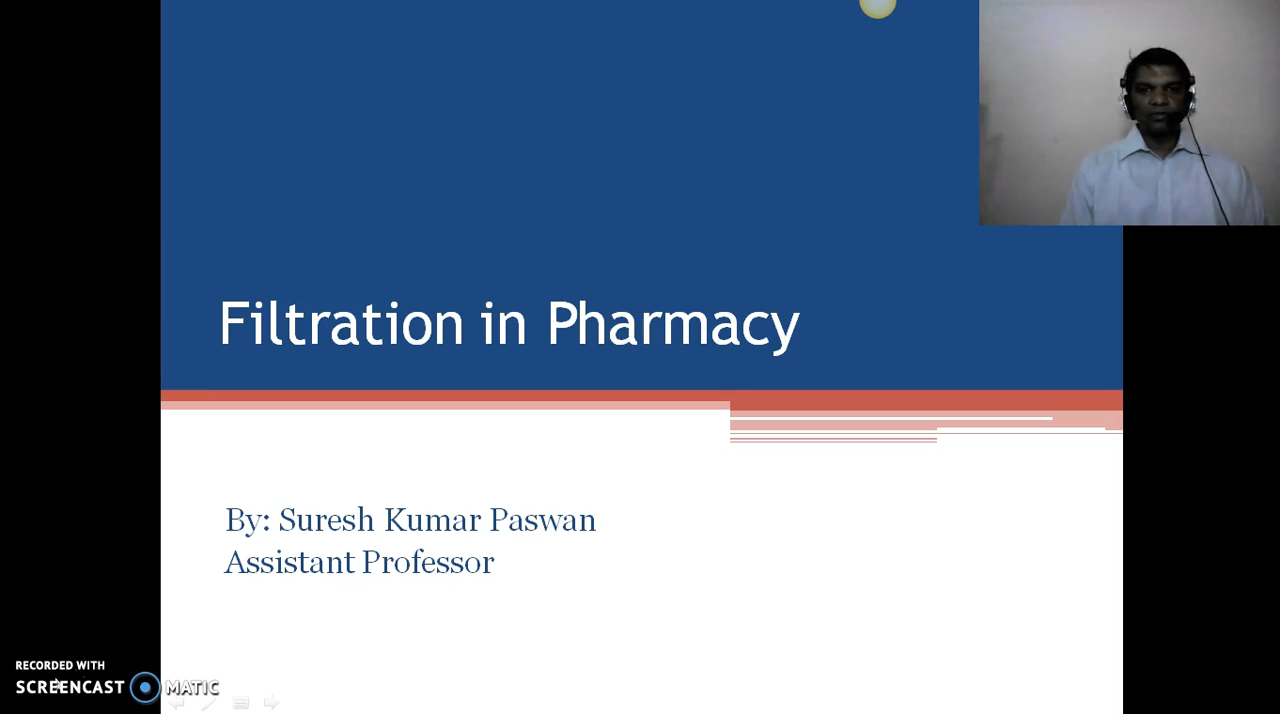 Filtration in Pharmacy
By: Suresh Kumar Paswan
Assistant Professor
RECORDED WITH
SCREENCAST MATIC